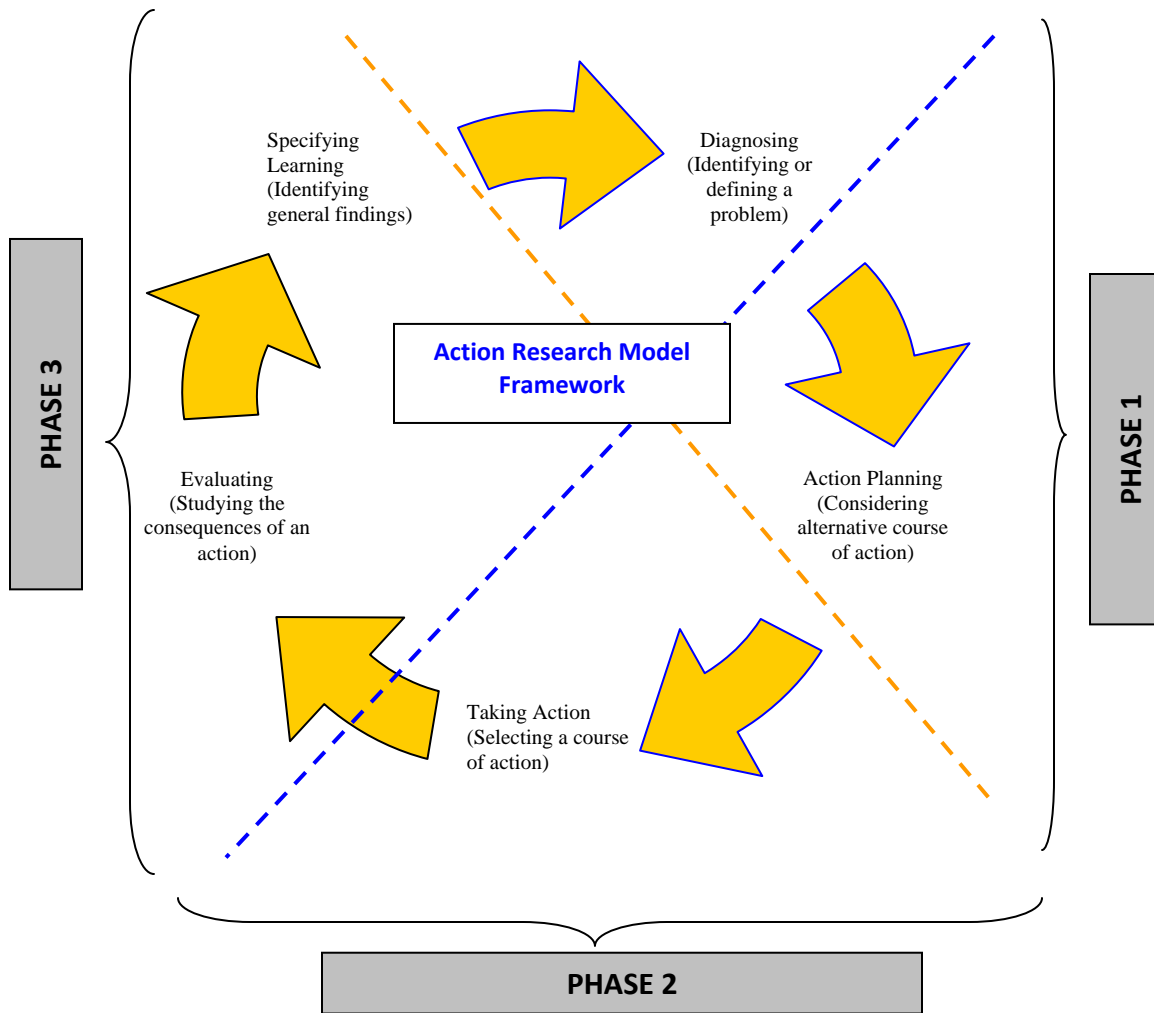 Specifying
Learning
(Identifying
general findings)
Diagnosing
(Identifying or
defining a
problem)
Action Research Model
Framework
PHASE 3
PHASE 1
Evaluating
(Studying the
consequences of an
action)
Action Planning
(Considering
alternative course
of action)
Taking Action
(Selecting a course
of action)
PHASE 2